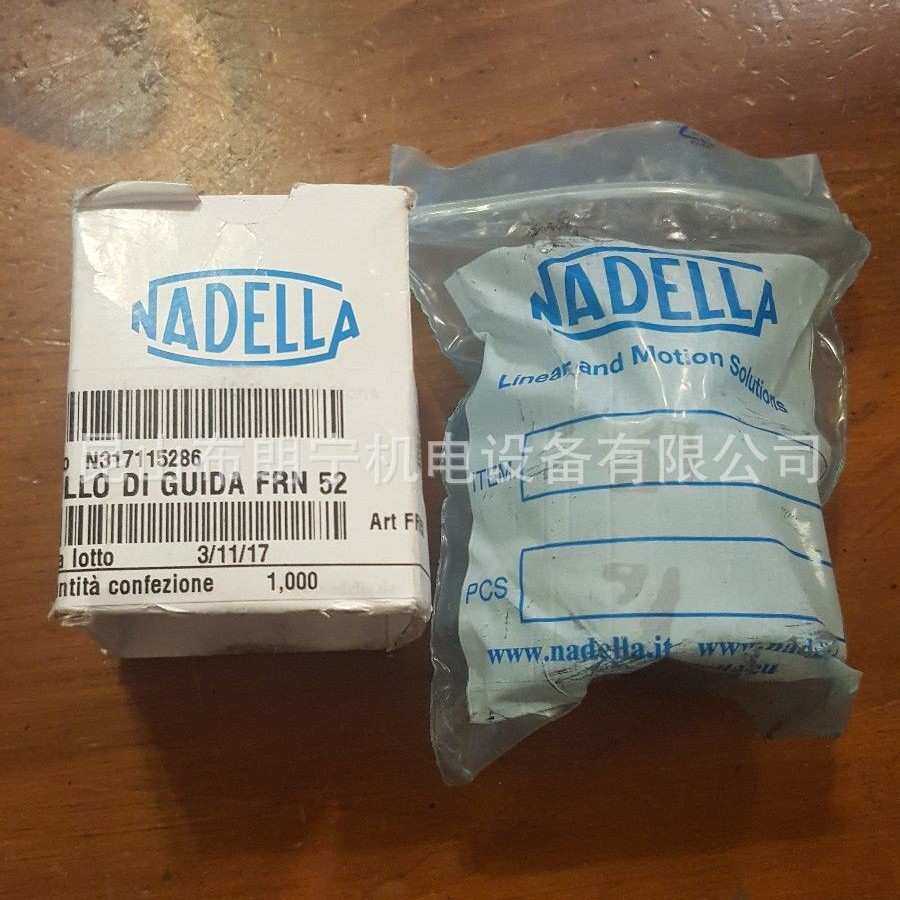 NADELLA
N317115286
LLO DI GUIDA FRN 52
Art F
lotto 3/11/17
ntità confezione 1,000
NADELLA
Linear and Motion Solutions
ITEM
PCS
www.nadella.it www.nade
昆山布朗宁机电设备有限公司